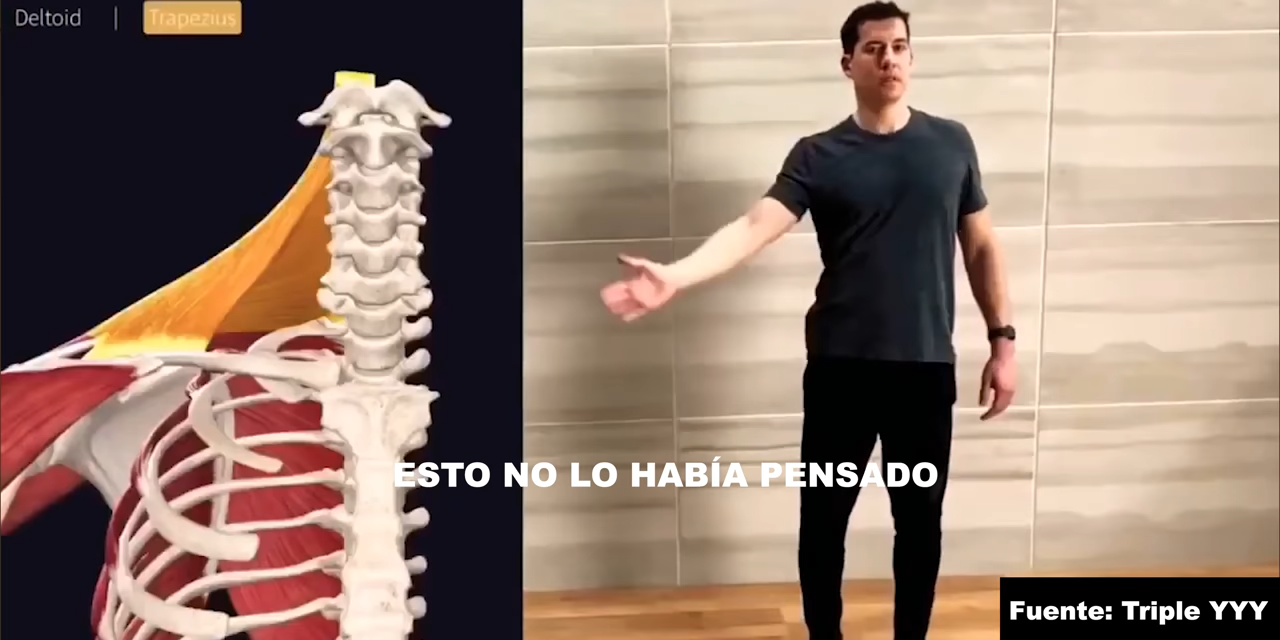 Deltoid | Trapezius
ESTO NO LO HABÍA PENSADO
Fuente: Triple YYY